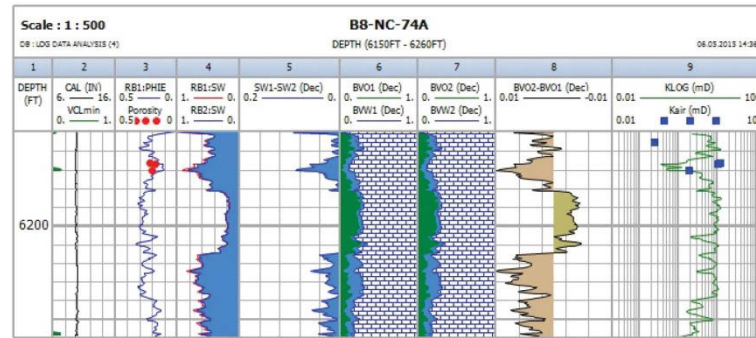 Scale : 1 : 500
B8-NC-74A
DB : LOG DATA ANALYSIS (4)
DEPTH (6150FT - 6260FT)
06.05.2015 14:36
1 2 3 4 5 6 7 8 9
DEPTH (FT)
CAL (IN)
6. 16.
VCLmin
0. 1.
RB1:PHIE
0.5 0.
Porosity
0.5 0
RB1:SW
1. 0.
RB2:SW
1. 0.
SW1-SW2 (Dec)
0.2 0.
BVO1 (Dec)
0. 1.
BVW1 (Dec)
0. 1.
BVO2 (Dec)
0. 1.
BVW2 (Dec)
0. 1.
BVO2-BVO1 (Dec)
0.01 -0.01
KLOG (mD)
0.01 10
Kair (mD)
0.01 10
6200